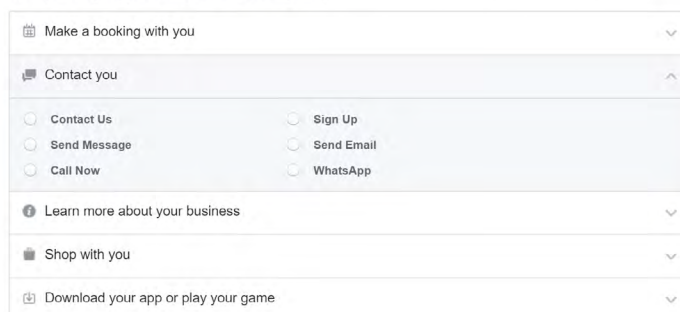 Make a booking with you
Contact you
Contact Us Sign Up
Send Message Send Email
Call Now WhatsApp
Learn more about your business
Shop with you
Download your app or play your game